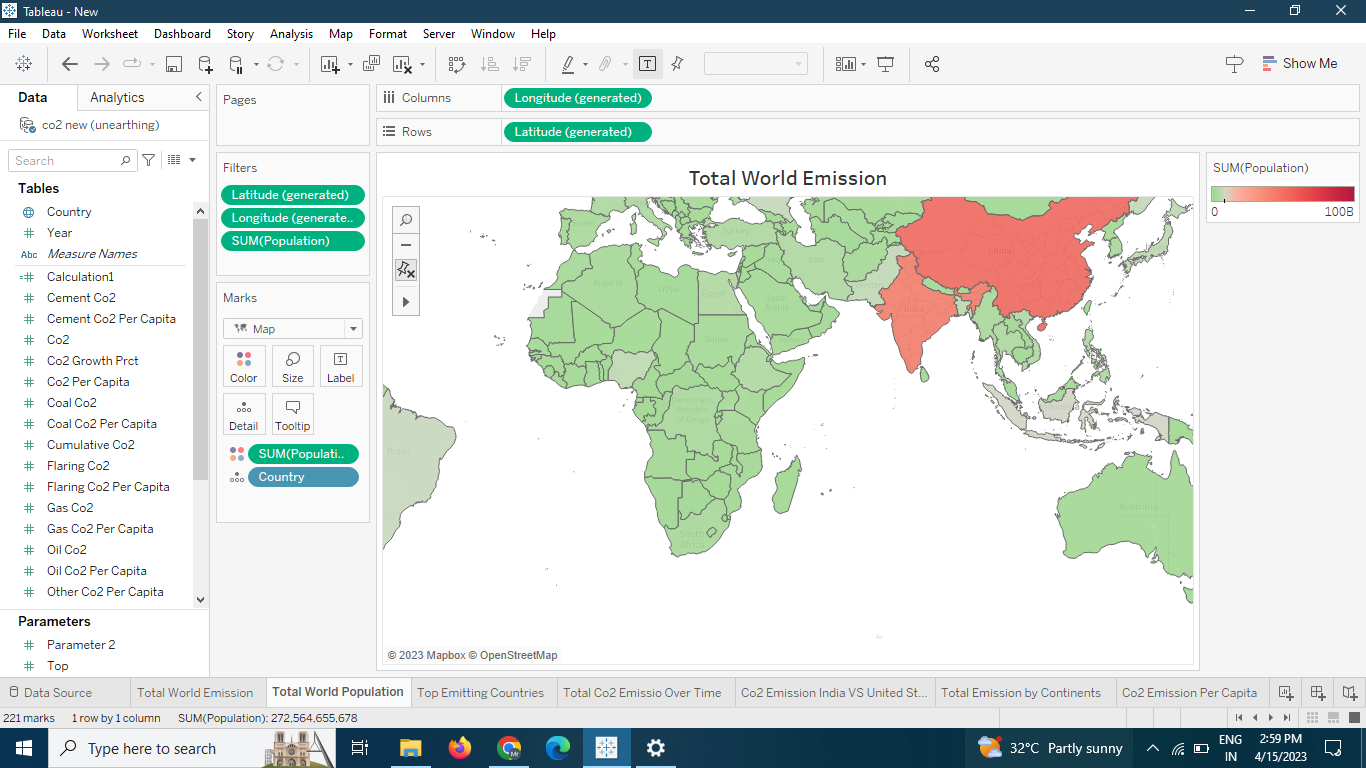 Tableau - New
File Data Worksheet Dashboard Story Analysis Map Format Server Window Help
Show Me
Data Analytics
co2 new (unearthing)
Search
Tables
Country
Year
Abc Measure Names
Calculation1
Cement Co2
Cement Co2 Per Capita
Co2
Co2 Growth Prct
Co2 Per Capita
Coal Co2
Coal Co2 Per Capita
Cumulative Co2
Flaring Co2
Flaring Co2 Per Capita
Gas Co2
Gas Co2 Per Capita
Oil Co2
Oil Co2 Per Capita
Other Co2 Per Capita
Parameters
Parameter 2
Top
Pages
Filters
Latitude (generated)
Longitude (generate..
SUM(Population)
Marks
Map
Color Size Label
Detail Tooltip
SUM(Populati..
Country
Columns Longitude (generated)
Rows Latitude (generated)
Total World Emission
Turkey
Iran
China
Algeria
Libya
Egypt
Saudi
Arabia
India
Sudan
Democratic
Republic
of Congo
Brazil
Australia
South
Africa
© 2023 Mapbox © OpenStreetMap
SUM(Population)
0 100B
Data Source Total World Emission Total World Population Top Emitting Countries Total Co2 Emissio Over Time Co2 Emission India VS United St... Total Emission by Continents Co2 Emission Per Capita
221 marks 1 row by 1 column SUM(Population): 272,564,655,678
Type here to search
32°C Partly sunny
ENG
IN
2:59 PM
4/15/2023